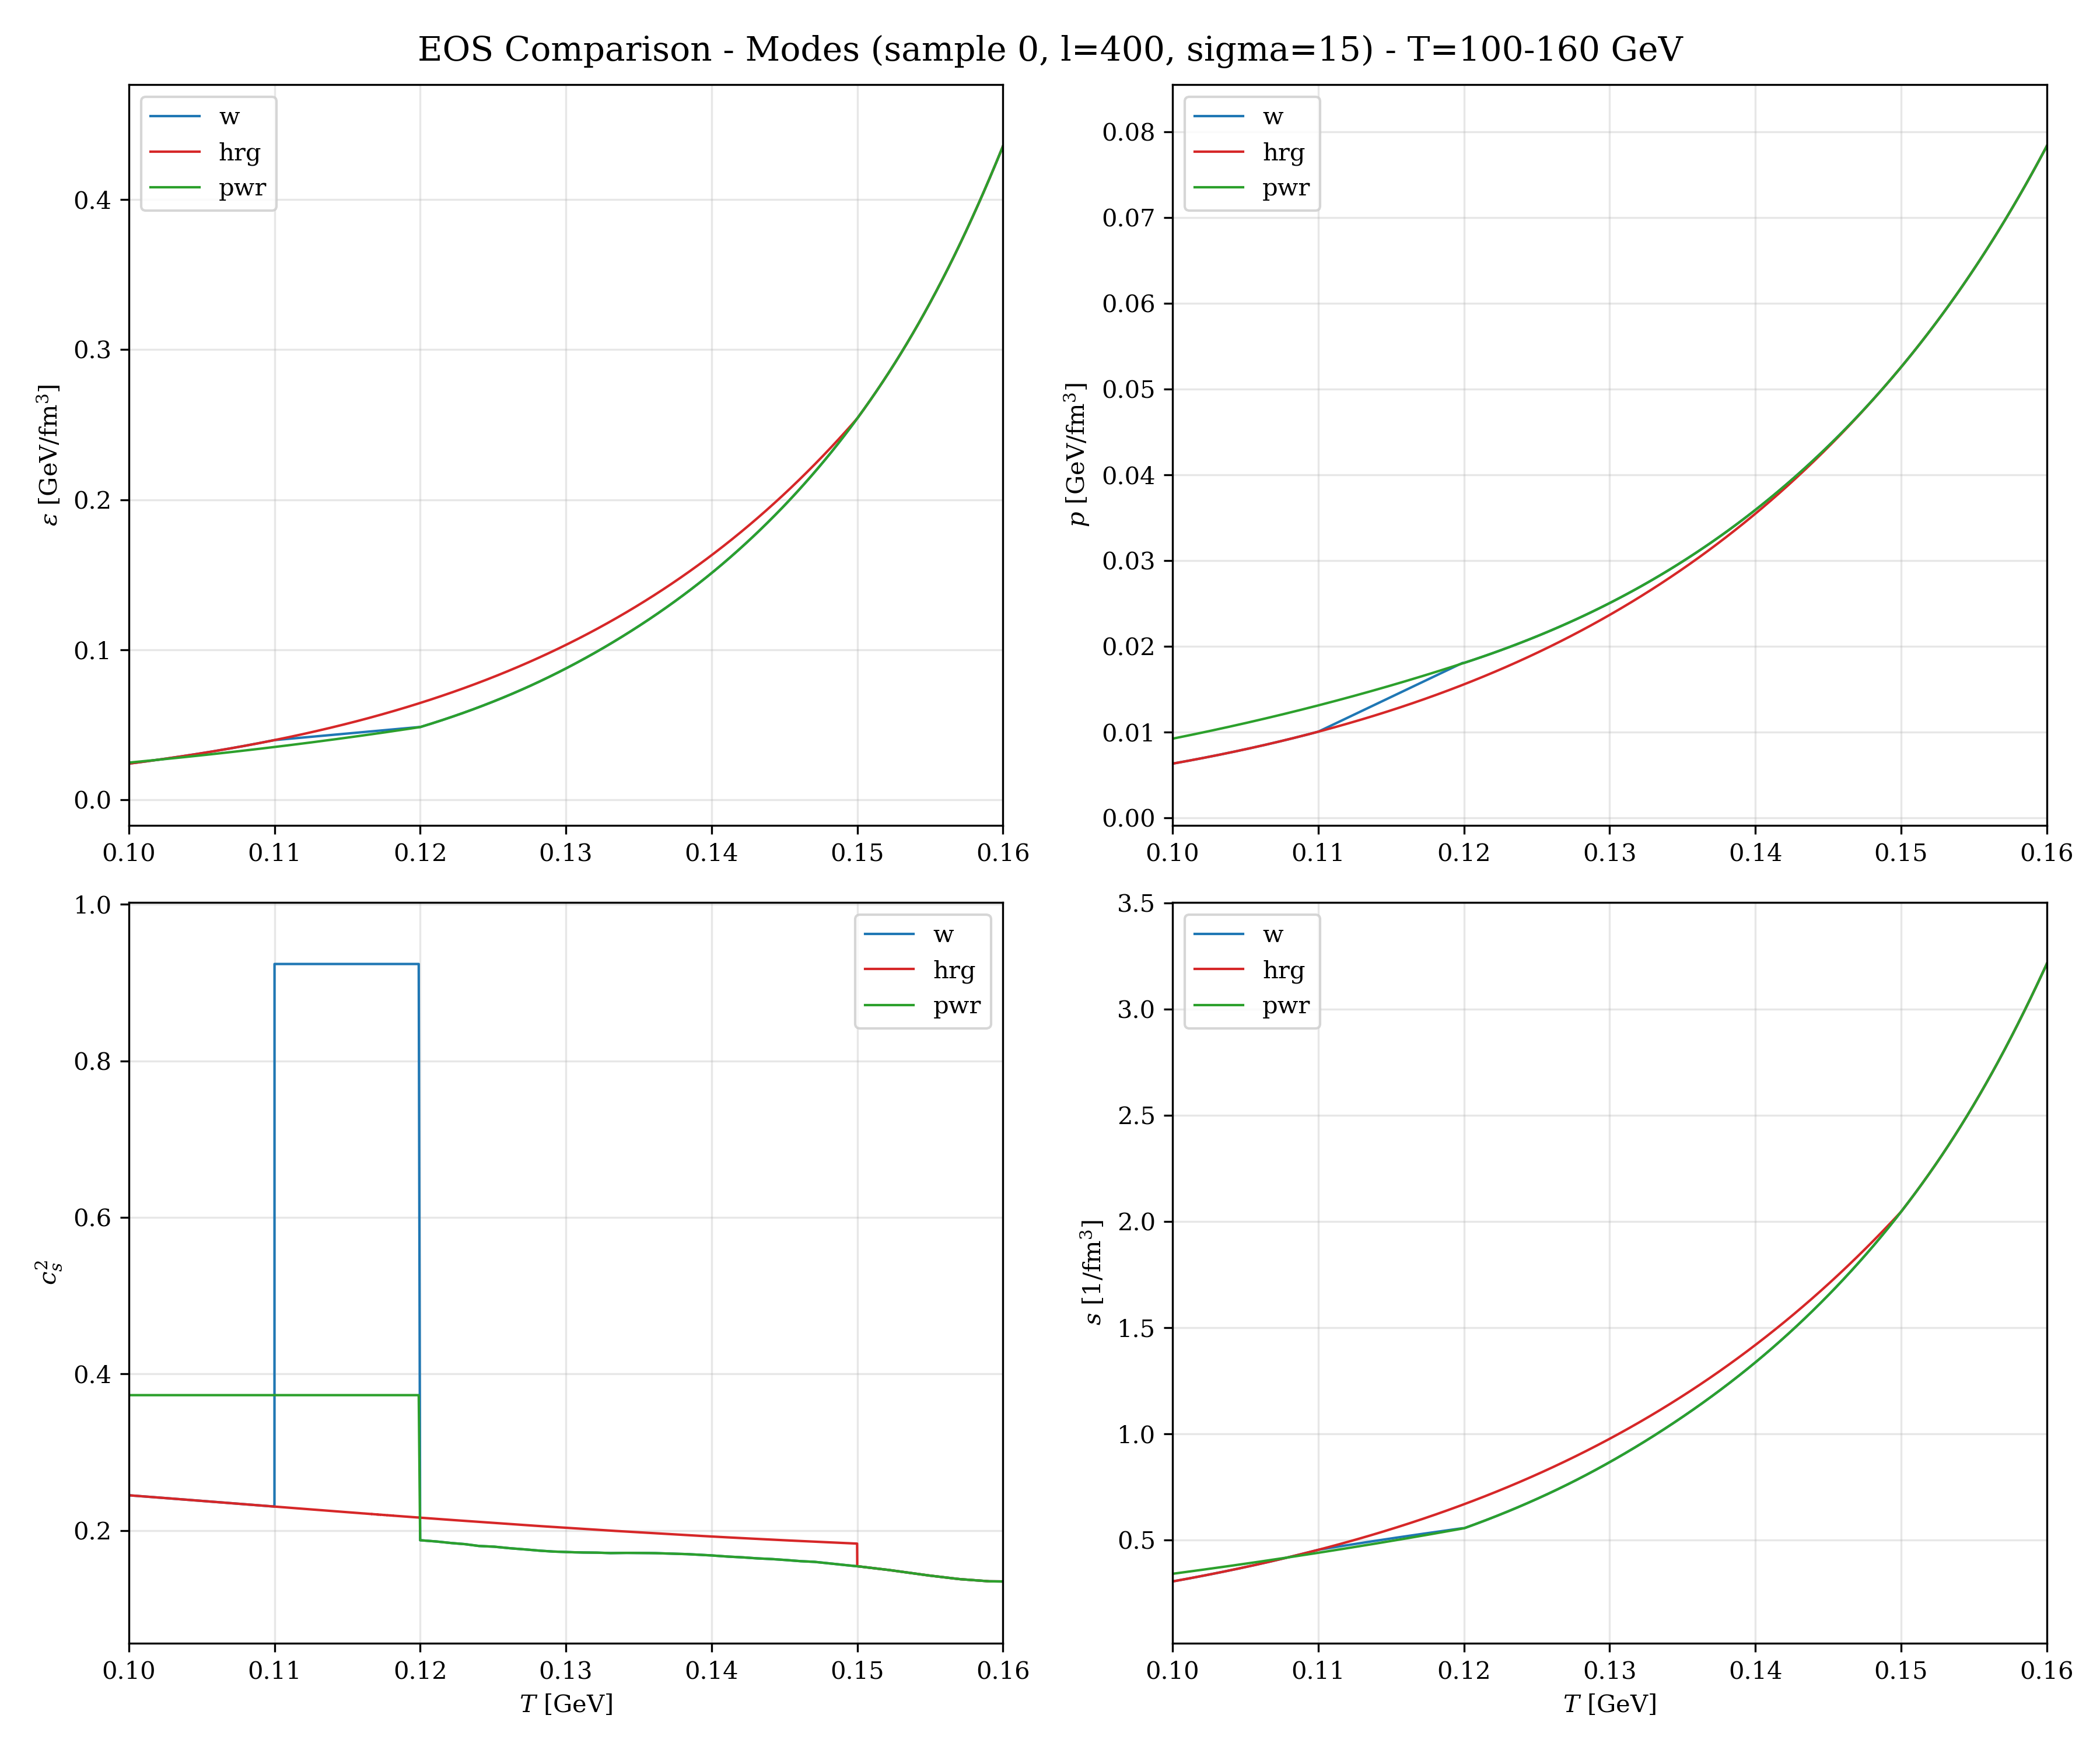 EOS Comparison - Modes (sample 0, l=400, sigma=15) - T=100-160 GeV
w
hrg
pwr
ε [GeV/fm³]
0.4
0.3
0.2
0.1
0.0
0.10 0.11 0.12 0.13 0.14 0.15 0.16
w
hrg
pwr
p [GeV/fm³]
0.08
0.07
0.06
0.05
0.04
0.03
0.02
0.01
0.00
0.10 0.11 0.12 0.13 0.14 0.15 0.16
w
hrg
pwr
c_s^2
1.0
0.8
0.6
0.4
0.2
0.10 0.11 0.12 0.13 0.14 0.15 0.16
T [GeV]
w
hrg
pwr
s [1/fm³]
3.5
3.0
2.5
2.0
1.5
1.0
0.5
0.10 0.11 0.12 0.13 0.14 0.15 0.16
T [GeV]